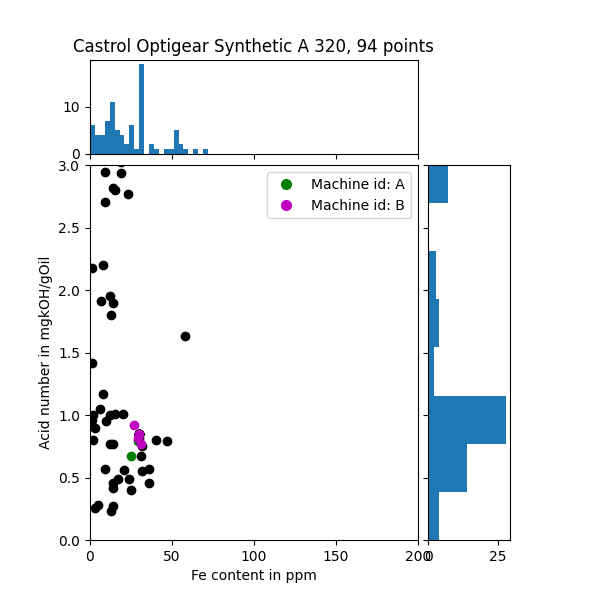 Castrol Optigear Synthetic A 320, 94 points
10
0
3.0
2.5
2.0
1.5
1.0
0.5
0.0
Acid number in mgkOH/gOil
Machine id: A
Machine id: B
0 50 100 150 200
0 25
Fe content in ppm